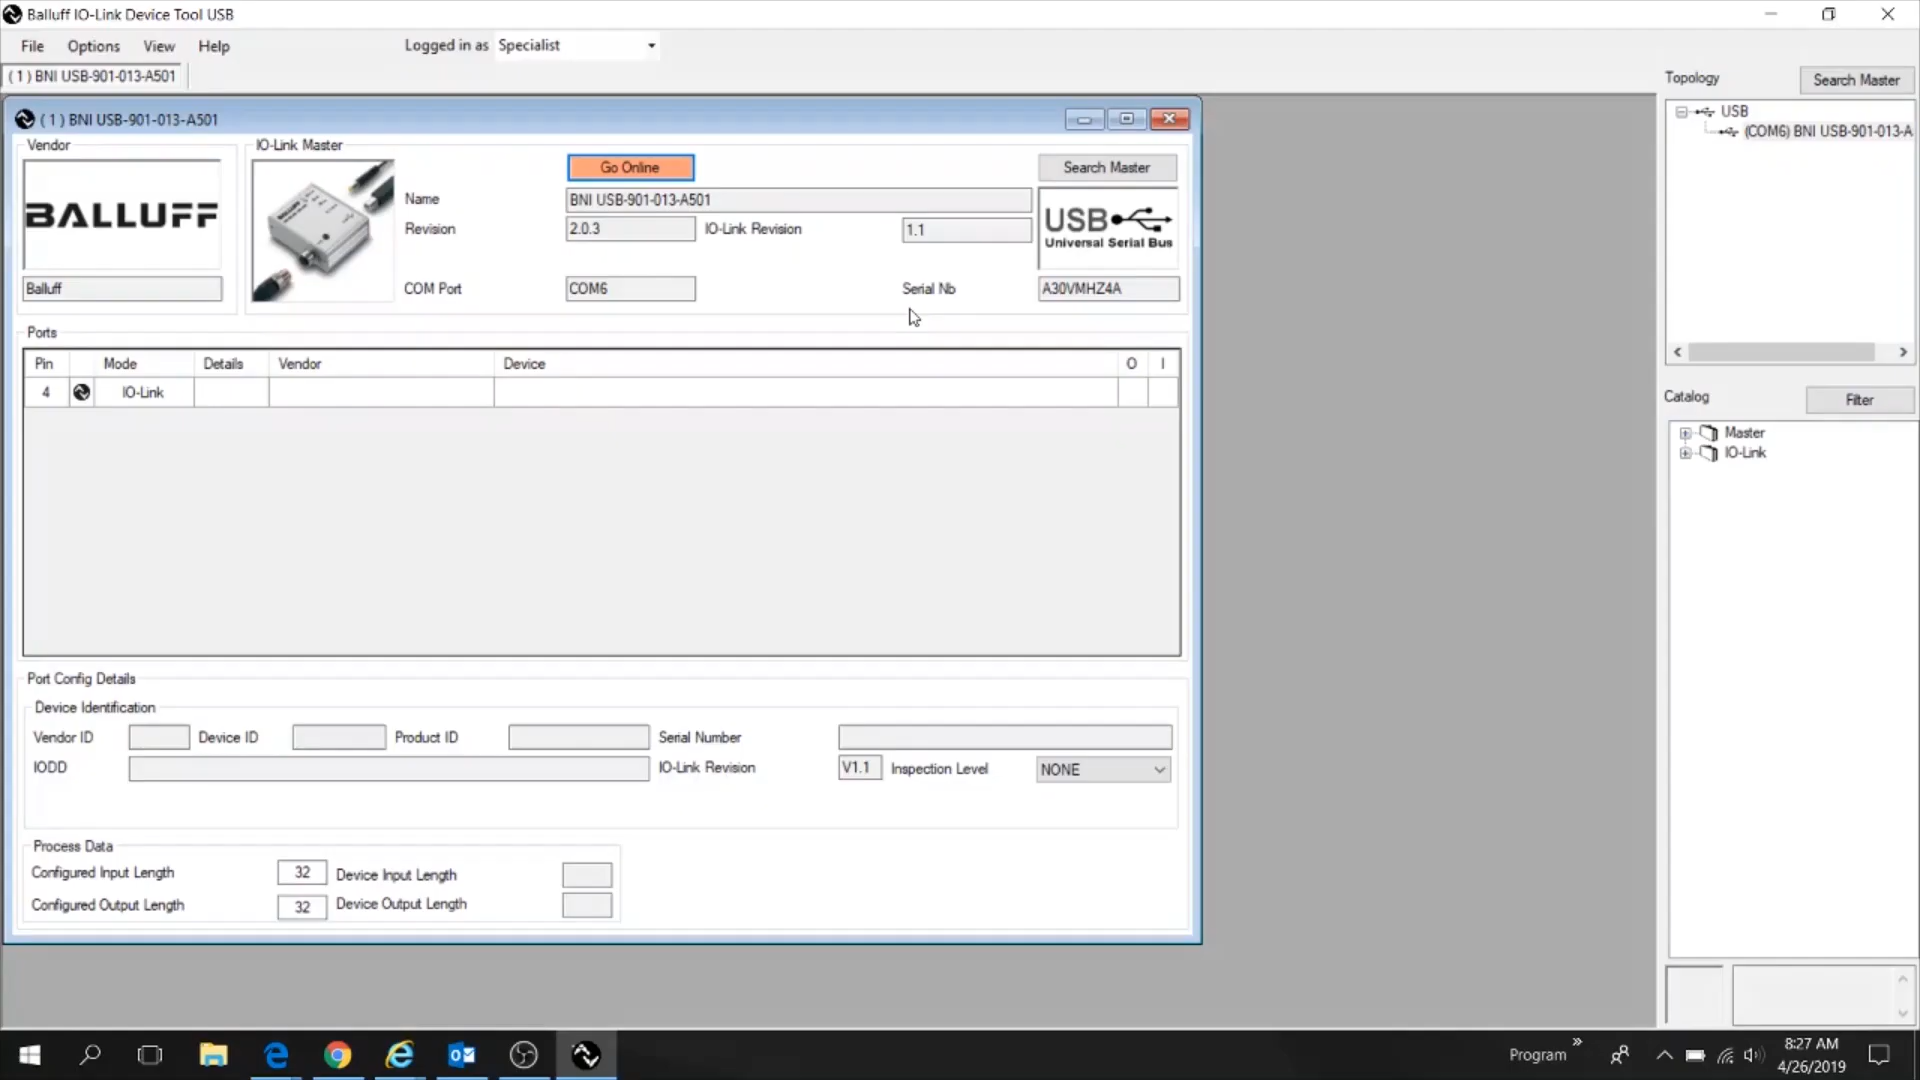 Balluff IO-Link Device Tool USB
File Options View Help Logged in as Specialist
( 1 ) BNI USB-901-013-A501
Topology Search Master
USB
(COM6) BNI USB-901-013-A
( 1 ) BNI USB-901-013-A501
Vendor
BALLUFF
Balluff
IO-Link Master
Go Online
Search Master
Name BNI USB-901-013-A501
Revision 2.0.3 IO-Link Revision 1.1
USB
Universal Serial Bus
COM Port COM6 Serial Nb A30VMHZ4A
Ports
Pin Mode Details Vendor Device O I
4 IO-Link
Catalog Filter
Master
IO-Link
Port Config Details
Device Identification
Vendor ID Device ID Product ID Serial Number
IODD IO-Link Revision V1.1 Inspection Level NONE
Process Data
Configured Input Length 32 Device Input Length
Configured Output Length 32 Device Output Length
Program 8:27 AM
4/26/2019